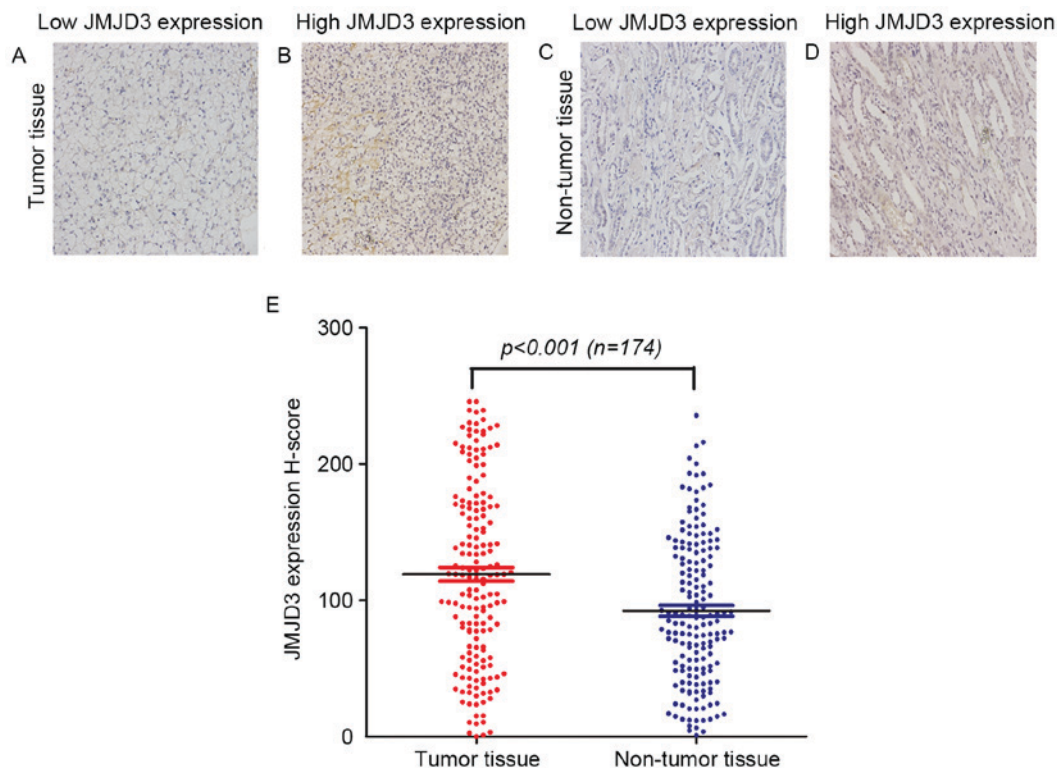 Low JMJD3 expression
High JMJD3 expression
Low JMJD3 expression
High JMJD3 expression
A
B
C
D
Tumor tissue
Non-tumor tissue
E
300
p<0.001 (n=174)
200
100
0
JMJD3 expression H-score
Tumor tissue
Non-tumor tissue